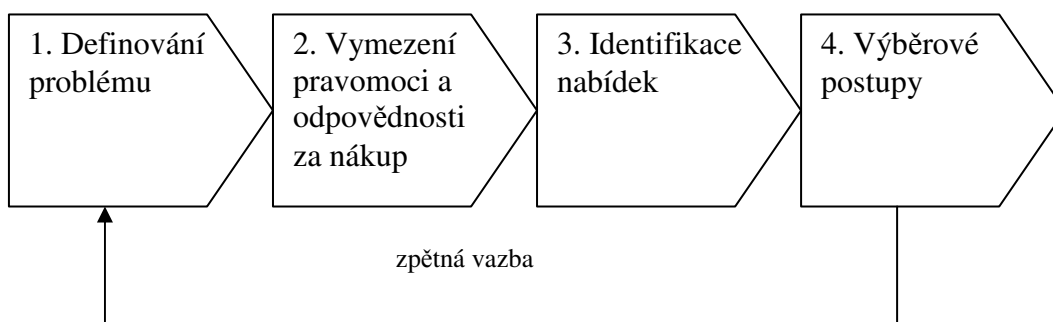 1. Definování
problému
2. Vymezení
pravomoci a
odpovědnosti
za nákup
3. Identifikace
nabídek
4. Výběrové
postupy
zpětná vazba